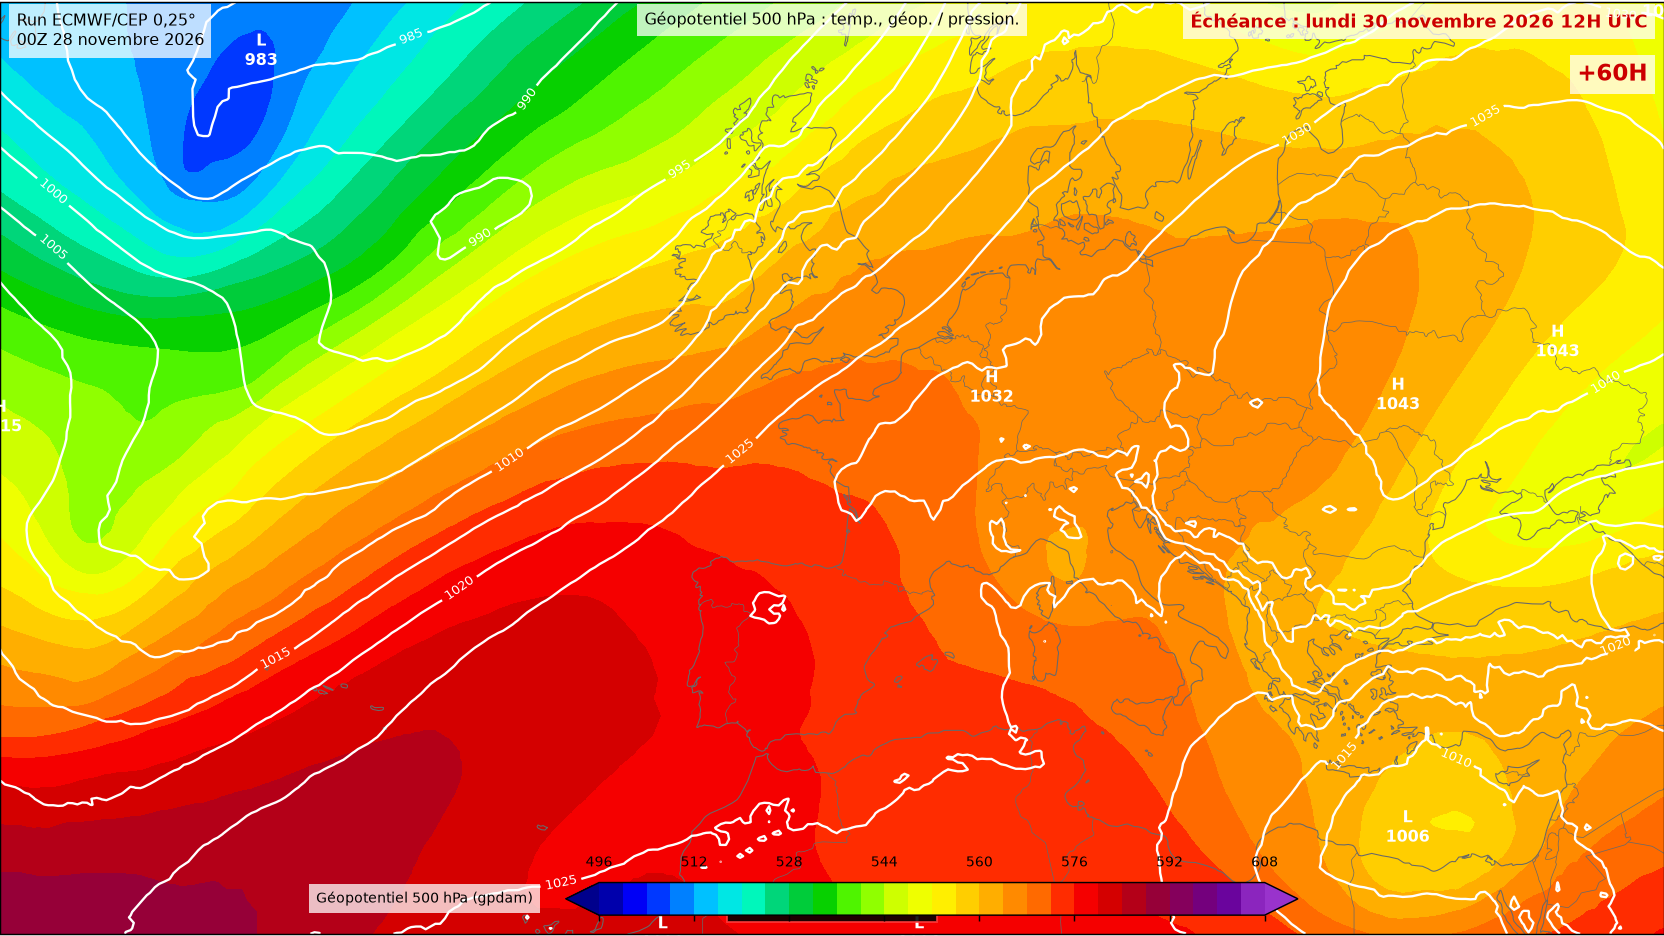 Run ECMWF/CEP 0,25°
00Z 28 novembre 2026
Géopotentiel 500 hPa : temp., géop. / pression.
Échéance : lundi 30 novembre 2026 12H UTC
+60H
L
983
985
990
995
990
1000
1005
1030
1035
H
1043
H
1043
1040
H
1032
H
15
1010
1025
1020
1015
1020
1015
L
1010
L
1006
1025
496 512 528 544 560 576 592 608
Géopotentiel 500 hPa (gpdam)
L
L